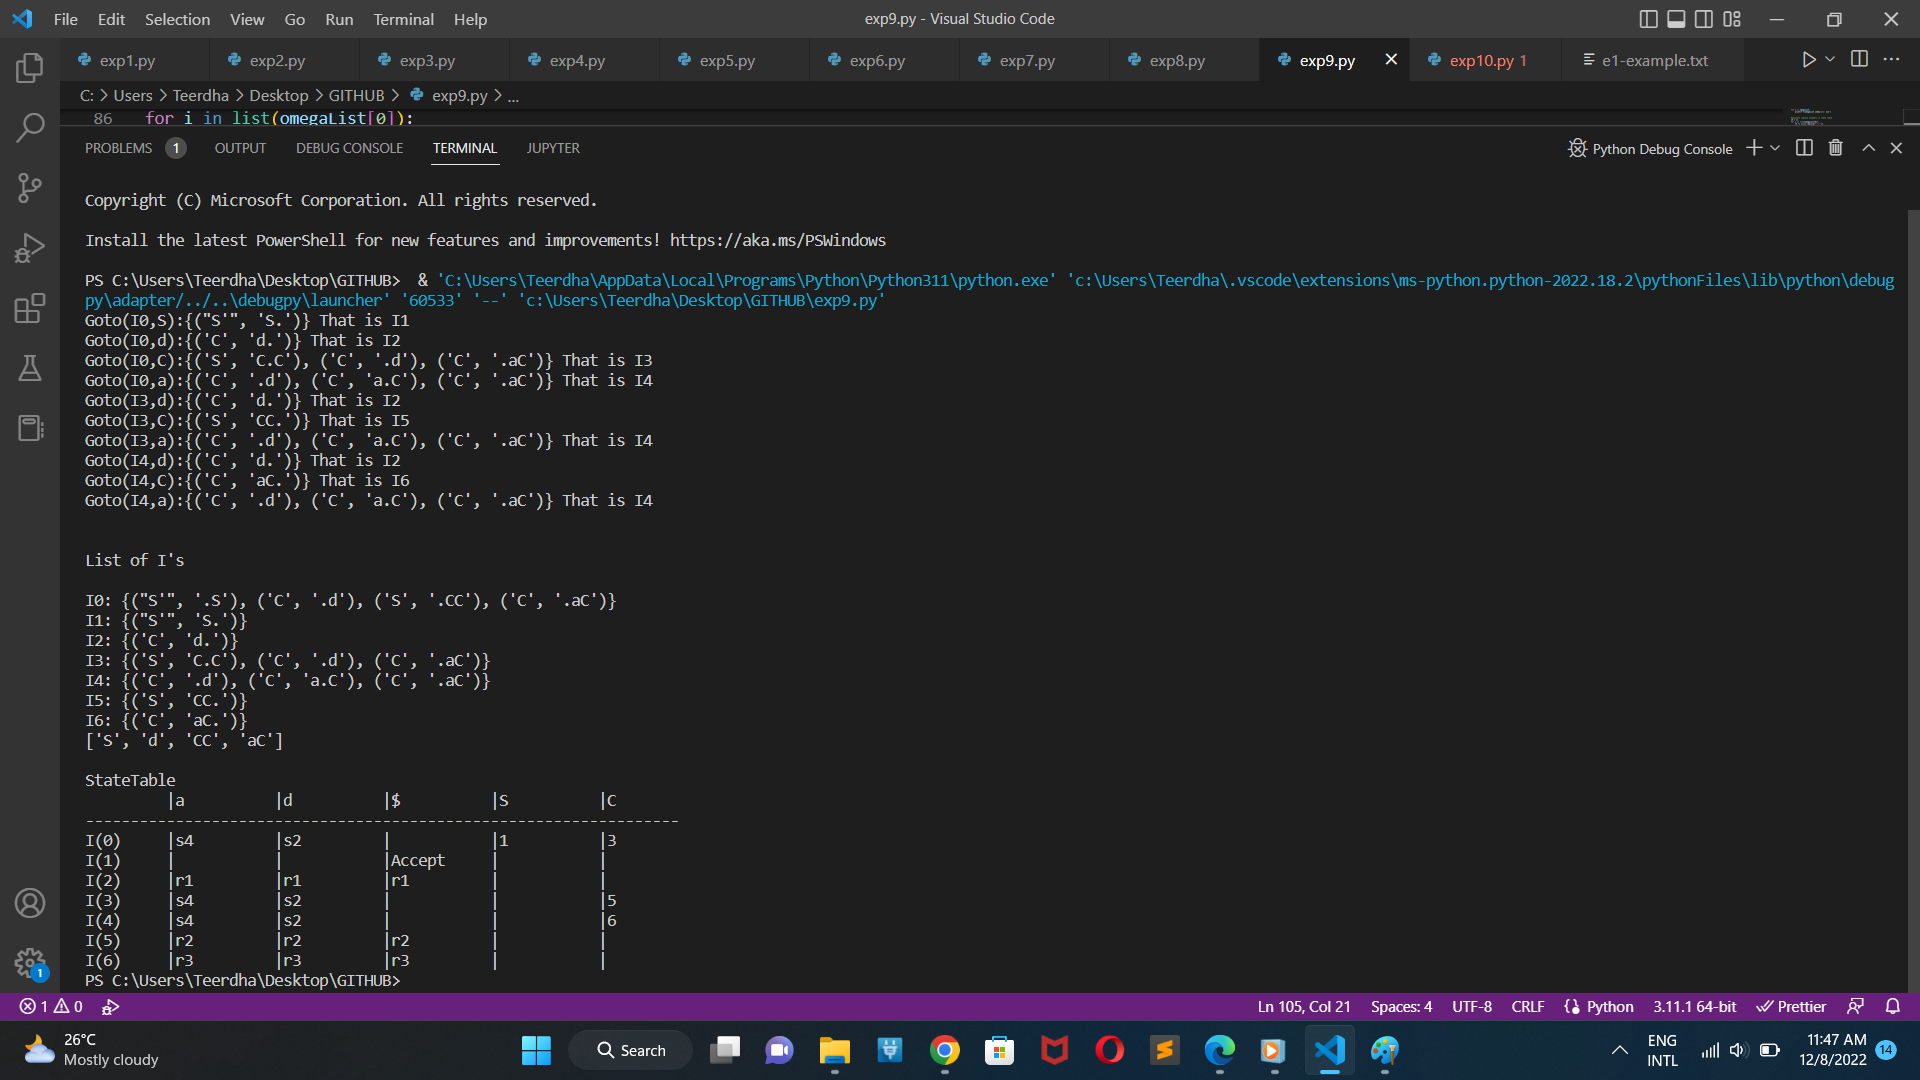 File Edit Selection View Go Run Terminal Help
exp9.py - Visual Studio Code
exp1.py exp2.py exp3.py exp4.py exp5.py exp6.py exp7.py exp8.py exp9.py exp10.py 1 e1-example.txt
C: > Users > Teerdha > Desktop > GITHUB > exp9.py > ...
86 for i in list(omegaList[0]):
PROBLEMS 1 OUTPUT DEBUG CONSOLE TERMINAL JUPYTER
Python Debug Console
Copyright (C) Microsoft Corporation. All rights reserved.
Install the latest PowerShell for new features and improvements! https://aka.ms/PSWindows
PS C:\Users\Teerdha\Desktop\GITHUB>  & 'C:\Users\Teerdha\AppData\Local\Programs\Python\Python311\python.exe' 'c:\Users\Teerdha\.vscode\extensions\ms-python.python-2022.18.2\pythonFiles\lib\python\debug
py\adapter/../..\debugpy\launcher' '60533' '--' 'c:\Users\Teerdha\Desktop\GITHUB\exp9.py'
Goto(I0,S):{("S'", 'S.')} That is I1
Goto(I0,d):{('C', 'd.')} That is I2
Goto(I0,C):{('S', 'C.C'), ('C', '.d'), ('C', '.aC')} That is I3
Goto(I0,a):{('C', '.d'), ('C', 'a.C'), ('C', '.aC')} That is I4
Goto(I3,d):{('C', 'd.')} That is I2
Goto(I3,C):{('S', 'CC.')} That is I5
Goto(I3,a):{('C', '.d'), ('C', 'a.C'), ('C', '.aC')} That is I4
Goto(I4,d):{('C', 'd.')} That is I2
Goto(I4,C):{('C', 'aC.')} That is I6
Goto(I4,a):{('C', '.d'), ('C', 'a.C'), ('C', '.aC')} That is I4
List of I's
I0: {("S'", '.S'), ('C', '.d'), ('S', '.CC'), ('C', '.aC')}
I1: {("S'", 'S.')}
I2: {('C', 'd.')}
I3: {('S', 'C.C'), ('C', '.d'), ('C', '.aC')}
I4: {('C', '.d'), ('C', 'a.C'), ('C', '.aC')}
I5: {('S', 'CC.')}
I6: {('C', 'aC.')}
['S', 'd', 'CC', 'aC']
StateTable
|a |d |$ |S |C
------------------------------------------------------------------
I(0) |s4 |s2 | |1 |3
I(1) | | |Accept | |
I(2) |r1 |r1 |r1 | |
I(3) |s4 |s2 | | |5
I(4) |s4 |s2 | | |6
I(5) |r2 |r2 |r2 | |
I(6) |r3 |r3 |r3 | |
PS C:\Users\Teerdha\Desktop\GITHUB>
1
1 0
Ln 105, Col 21 Spaces: 4 UTF-8 CRLF Python 3.11.1 64-bit Prettier
26°C
Mostly cloudy
Search
ENG
INTL
11:47 AM
12/8/2022
14